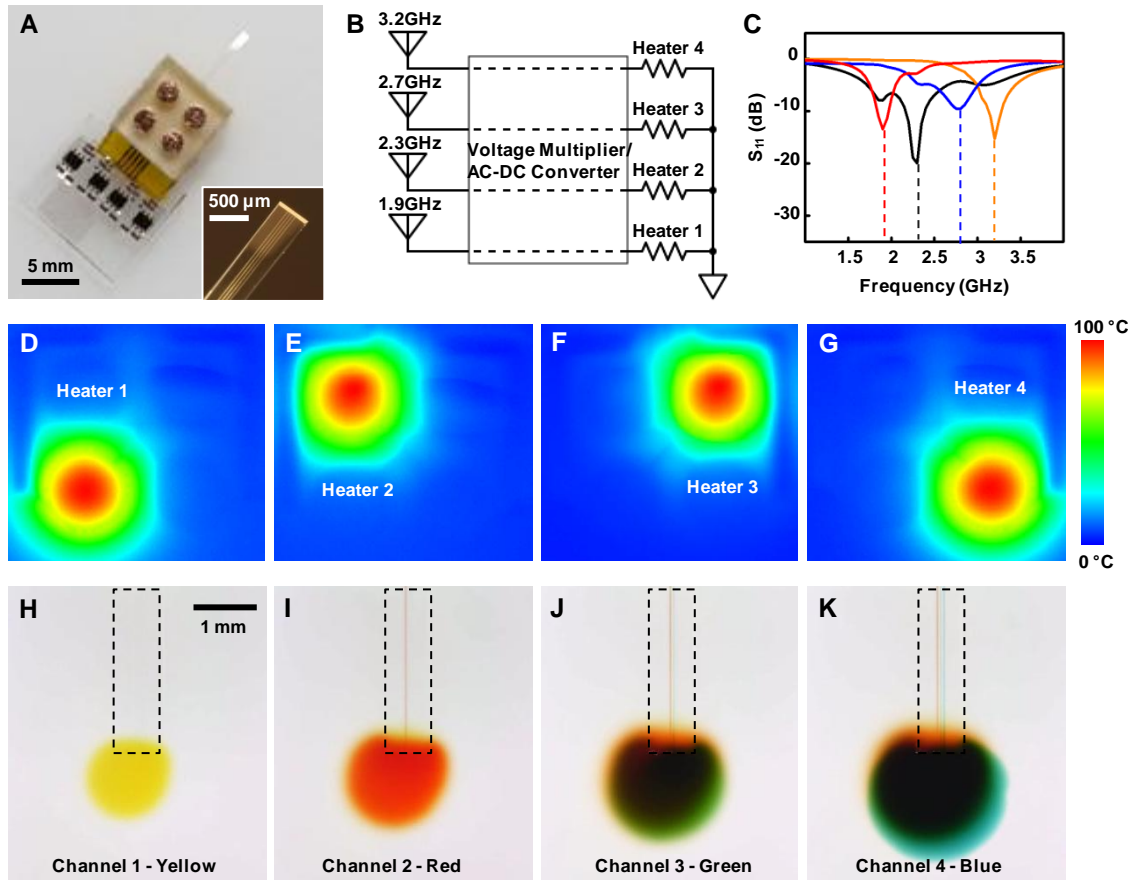 A
5 mm
500 µm
B
3.2GHz
2.7GHz
2.3GHz
1.9GHz
Voltage Multiplier/
AC-DC Converter
Heater 4
Heater 3
Heater 2
Heater 1
C
0
-10
-20
-30
S₁₁ (dB)
1.5 2 2.5 3 3.5
Frequency (GHz)
D
Heater 1
E
Heater 2
F
Heater 3
G
Heater 4
100 °C
0 °C
H
1 mm
Channel 1 - Yellow
I
Channel 2 - Red
J
Channel 3 - Green
K
Channel 4 - Blue